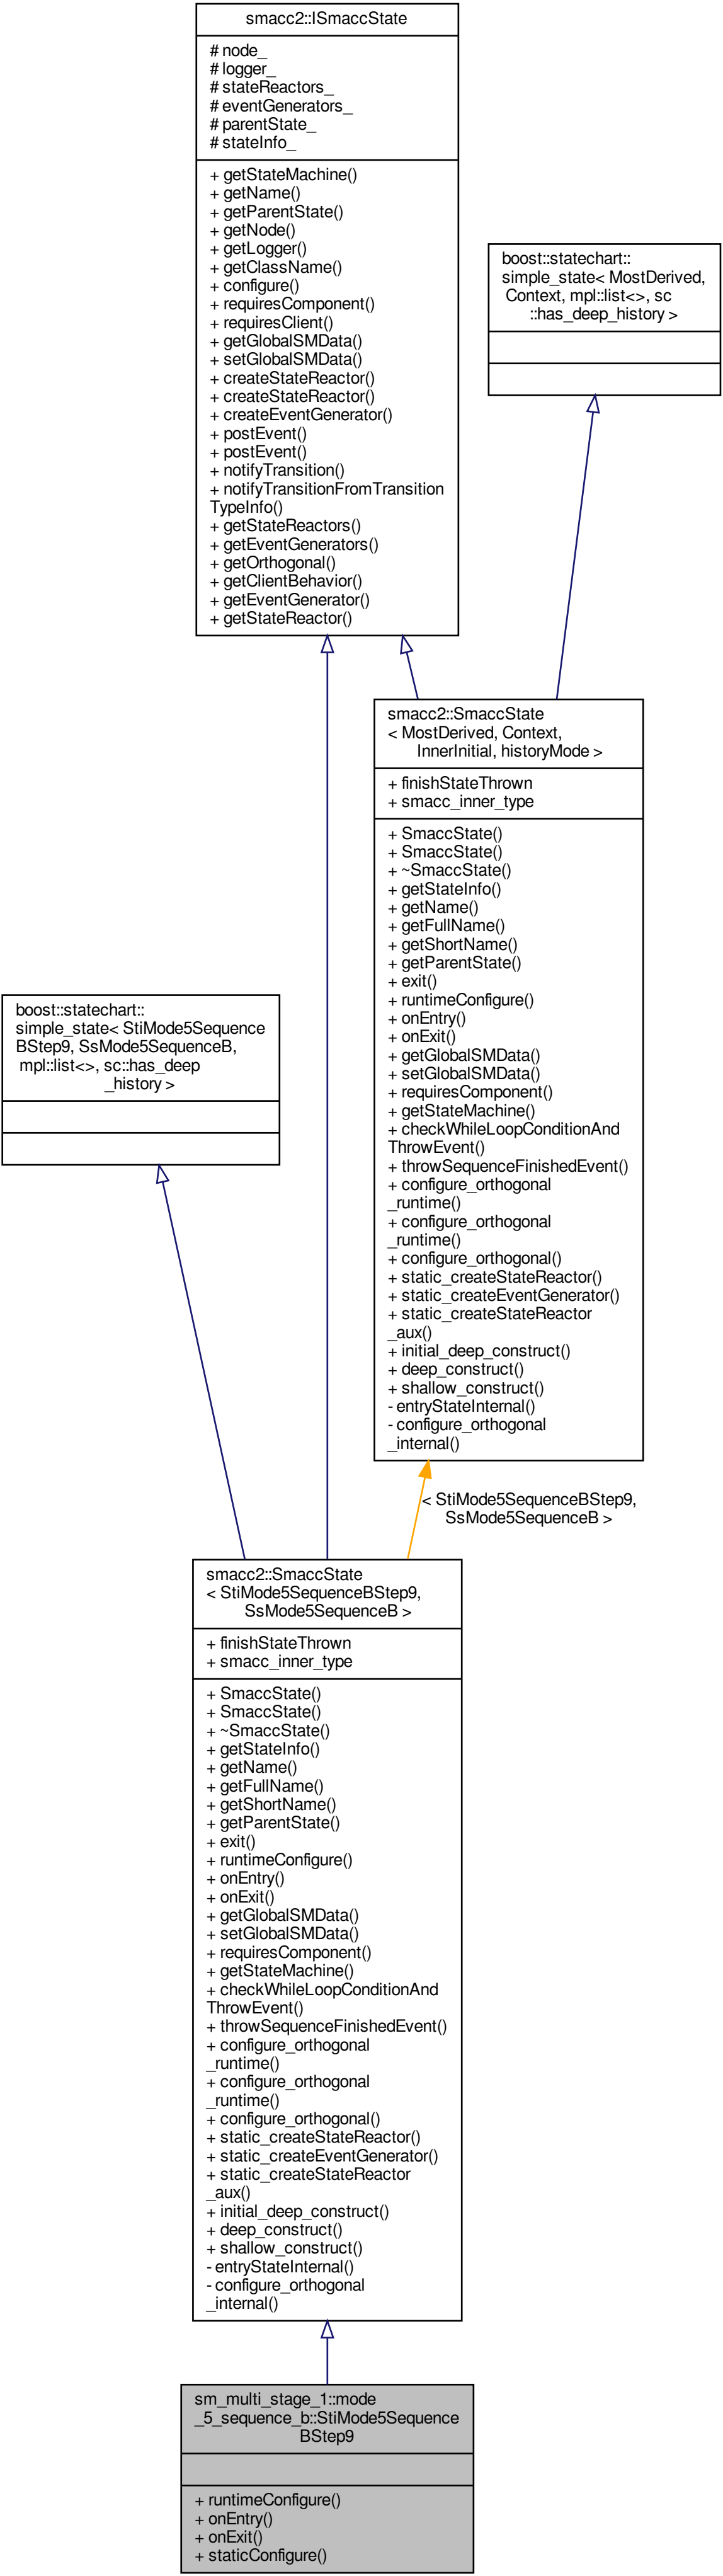 smacc2::ISmaccState
# node_
# logger_
# stateReactors_
# eventGenerators_
# parentState_
# stateInfo_
+ getStateMachine()
+ getName()
+ getParentState()
+ getNode()
+ getLogger()
+ getClassName()
+ configure()
+ requiresComponent()
+ requiresClient()
+ getGlobalSMData()
+ setGlobalSMData()
+ createStateReactor()
+ createStateReactor()
+ createEventGenerator()
+ postEvent()
+ postEvent()
+ notifyTransition()
+ notifyTransitionFromTransition
TypeInfo()
+ getStateReactors()
+ getEventGenerators()
+ getOrthogonal()
+ getClientBehavior()
+ getEventGenerator()
+ getStateReactor()
boost::statechart::
simple_state< MostDerived,
Context, mpl::list<>, sc
::has_deep_history >
smacc2::SmaccState
< MostDerived, Context,
InnerInitial, historyMode >
+ finishStateThrown
+ smacc_inner_type
+ SmaccState()
+ SmaccState()
+ ~SmaccState()
+ getStateInfo()
+ getName()
+ getFullName()
+ getShortName()
+ getParentState()
+ exit()
+ runtimeConfigure()
+ onEntry()
+ onExit()
+ getGlobalSMData()
+ setGlobalSMData()
+ requiresComponent()
+ getStateMachine()
+ checkWhileLoopConditionAnd
ThrowEvent()
+ throwSequenceFinishedEvent()
+ configure_orthogonal
_runtime()
+ configure_orthogonal
_runtime()
+ configure_orthogonal()
+ static_createStateReactor()
+ static_createEventGenerator()
+ static_createStateReactor
_aux()
+ initial_deep_construct()
+ deep_construct()
+ shallow_construct()
- entryStateInternal()
- configure_orthogonal
_internal()
boost::statechart::
simple_state< StiMode5Sequence
BStep9, SsMode5SequenceB,
mpl::list<>, sc::has_deep
_history >
< StiMode5SequenceBStep9,
SsMode5SequenceB >
smacc2::SmaccState
< StiMode5SequenceBStep9,
SsMode5SequenceB >
+ finishStateThrown
+ smacc_inner_type
+ SmaccState()
+ SmaccState()
+ ~SmaccState()
+ getStateInfo()
+ getName()
+ getFullName()
+ getShortName()
+ getParentState()
+ exit()
+ runtimeConfigure()
+ onEntry()
+ onExit()
+ getGlobalSMData()
+ setGlobalSMData()
+ requiresComponent()
+ getStateMachine()
+ checkWhileLoopConditionAnd
ThrowEvent()
+ throwSequenceFinishedEvent()
+ configure_orthogonal
_runtime()
+ configure_orthogonal
_runtime()
+ configure_orthogonal()
+ static_createStateReactor()
+ static_createEventGenerator()
+ static_createStateReactor
_aux()
+ initial_deep_construct()
+ deep_construct()
+ shallow_construct()
- entryStateInternal()
- configure_orthogonal
_internal()
sm_multi_stage_1::mode
_5_sequence_b::StiMode5Sequence
BStep9
+ runtimeConfigure()
+ onEntry()
+ onExit()
+ staticConfigure()